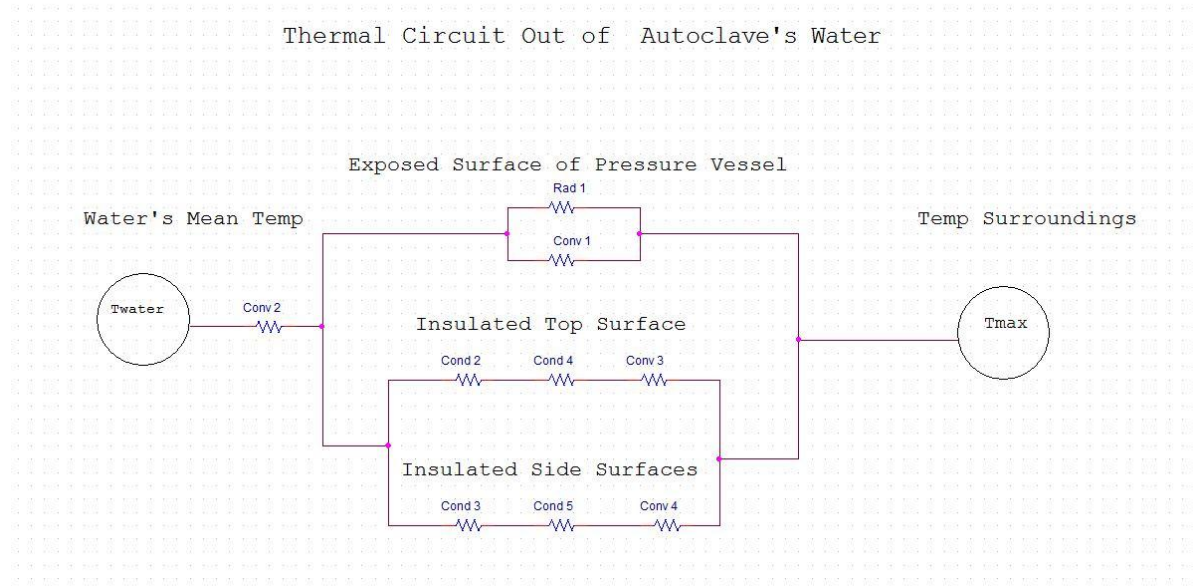 Thermal Circuit Out of Autoclave's Water
Exposed Surface of Pressure Vessel
Rad 1
Water's Mean Temp
Temp Surroundings
Conv 1
Twater
Conv 2
Insulated Top Surface
Tmax
Cond 2 Cond 4 Conv 3
Insulated Side Surfaces
Cond 3 Cond 5 Conv 4